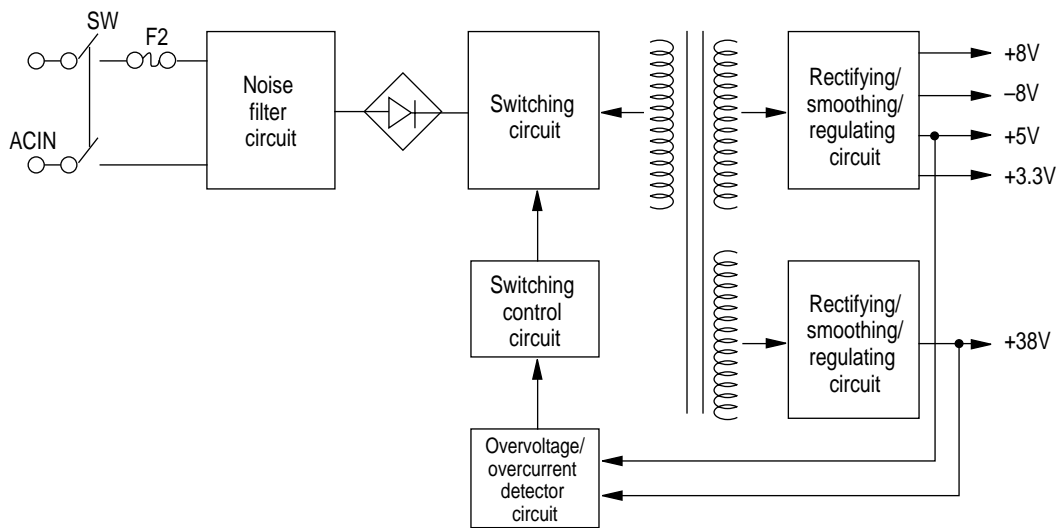 SW
F2
ACIN
Noise
filter
circuit
Switching
circuit
Rectifying/
smoothing/
regulating
circuit
+8V
–8V
+5V
+3.3V
Switching
control
circuit
Rectifying/
smoothing/
regulating
circuit
+38V
Overvoltage/
overcurrent
detector
circuit